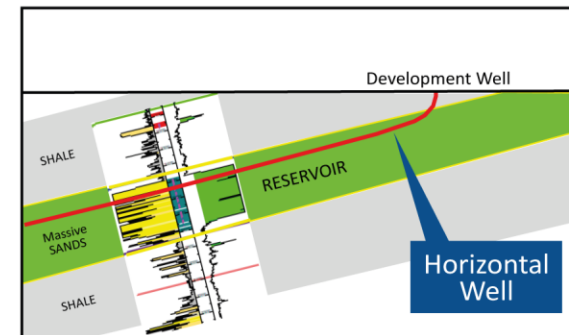 Development Well
SHALE
RESERVOIR
Massive
SANDS
SHALE
Horizontal
Well